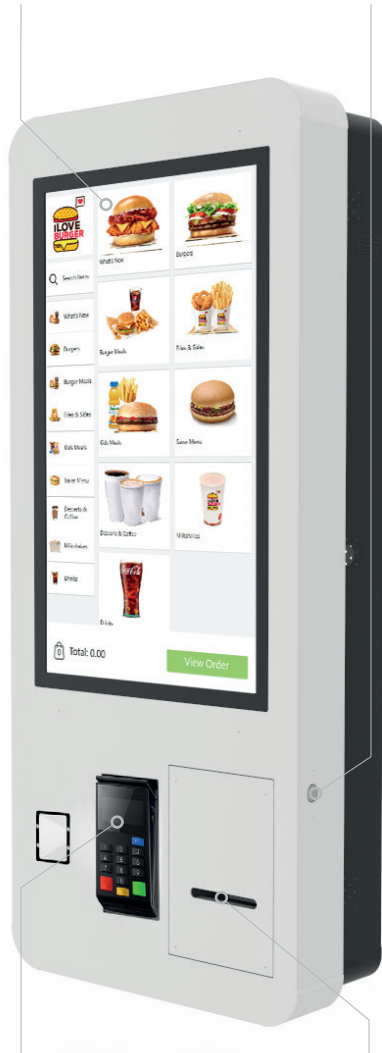 iLOVE
BURGER
Search Items
What's New
Burgers
Burger Meals
Fries & Sides
Kids Meals
Saver Menu
Desserts &
Coffee
Milkshakes
Drinks
What's New
Burgers
Burger Meals
Fries & Sides
Kids Meals
Saver Menu
Desserts & Coffee
Milkshakes
Drinks
0
Total: 0.00
View Order